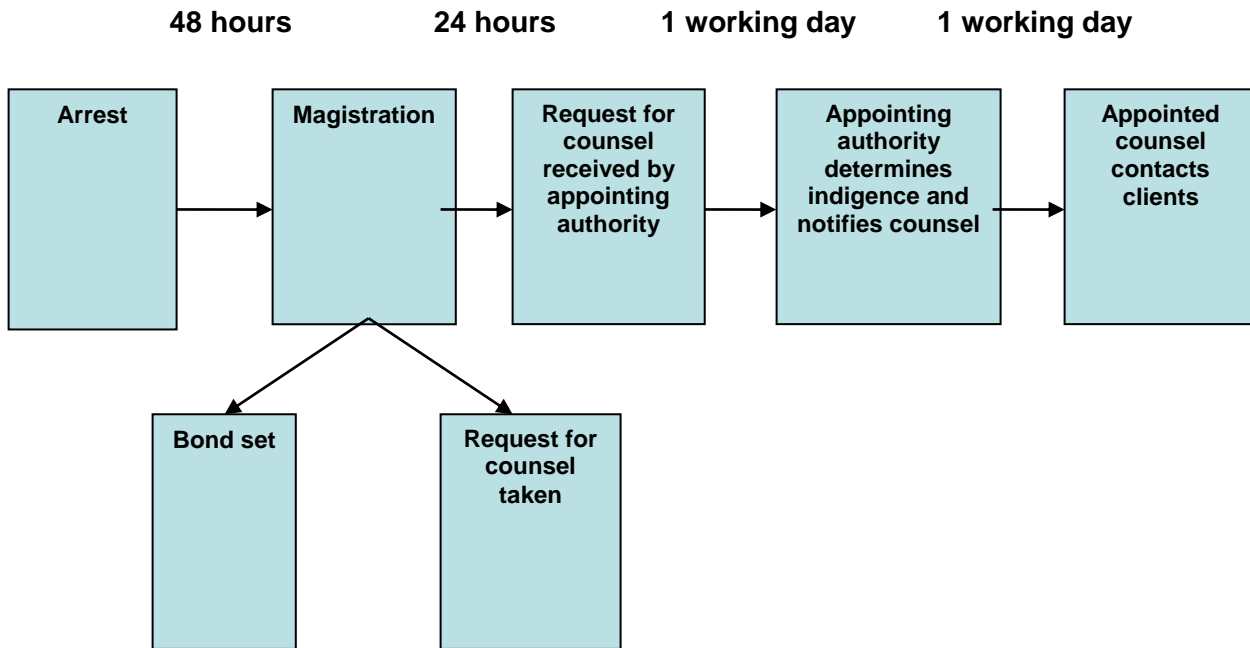 48 hours
24 hours
1 working day
1 working day
Arrest
Magistration
Request for
counsel
received by
appointing
authority
Appointing
authority
determines
indigence and
notifies counsel
Appointed
counsel
contacts
clients
Bond set
Request for
counsel
taken